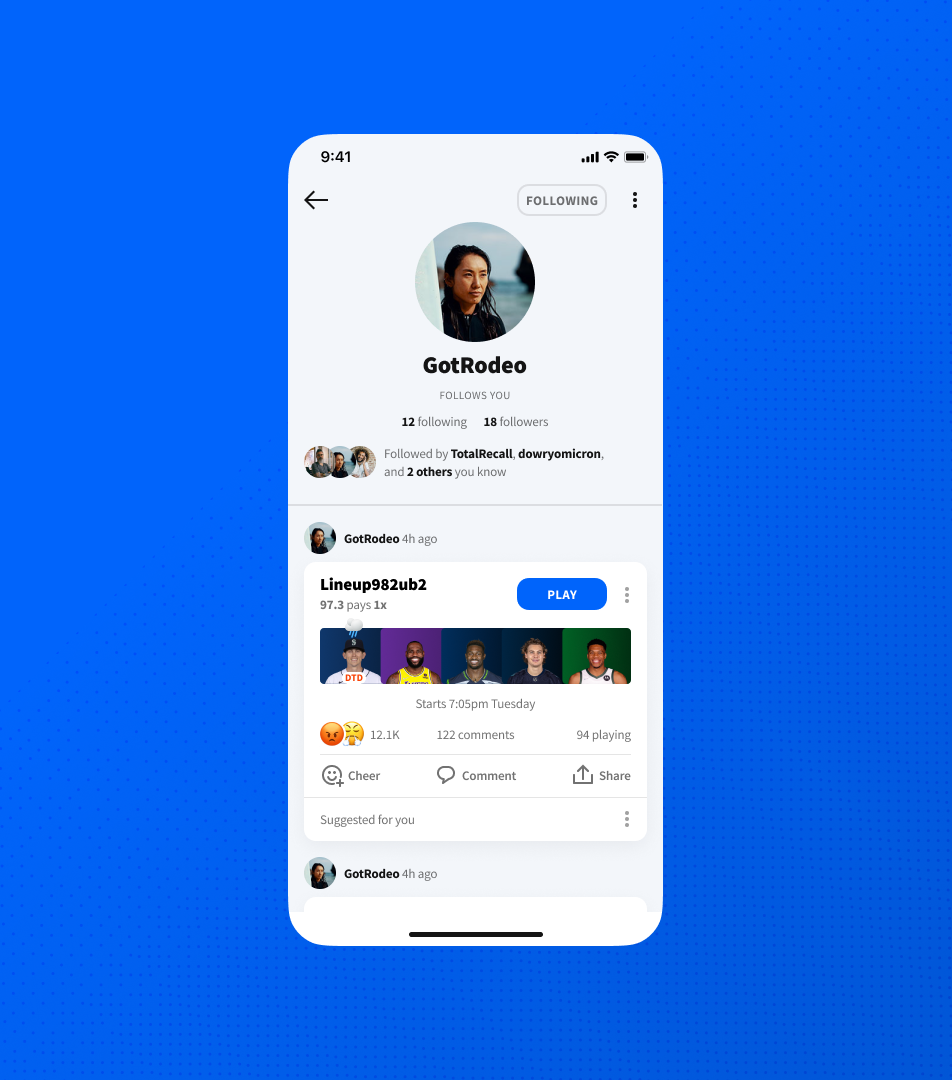 9:41
FOLLOWING
GotRodeo
FOLLOWS YOU
12 following 18 followers
Followed by TotalRecall, dowryomicron,
and 2 others you know
GotRodeo 4h ago
Lineup982ub2
97.3 pays 1x
PLAY
DTD
Starts 7:05pm Tuesday
12.1K 122 comments 94 playing
Cheer Comment Share
Suggested for you
GotRodeo 4h ago